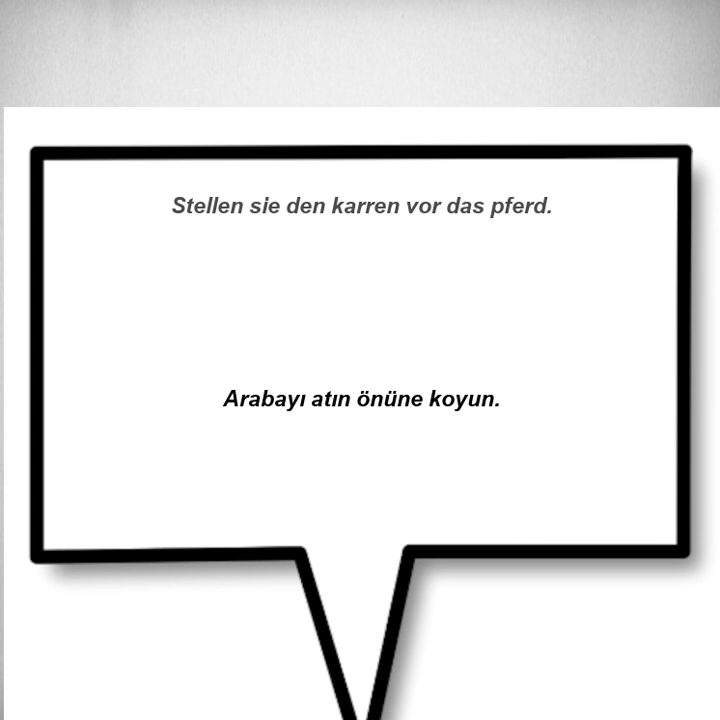 Stellen sie den karren vor das pferd.
Arabayı atın önüne koyun.